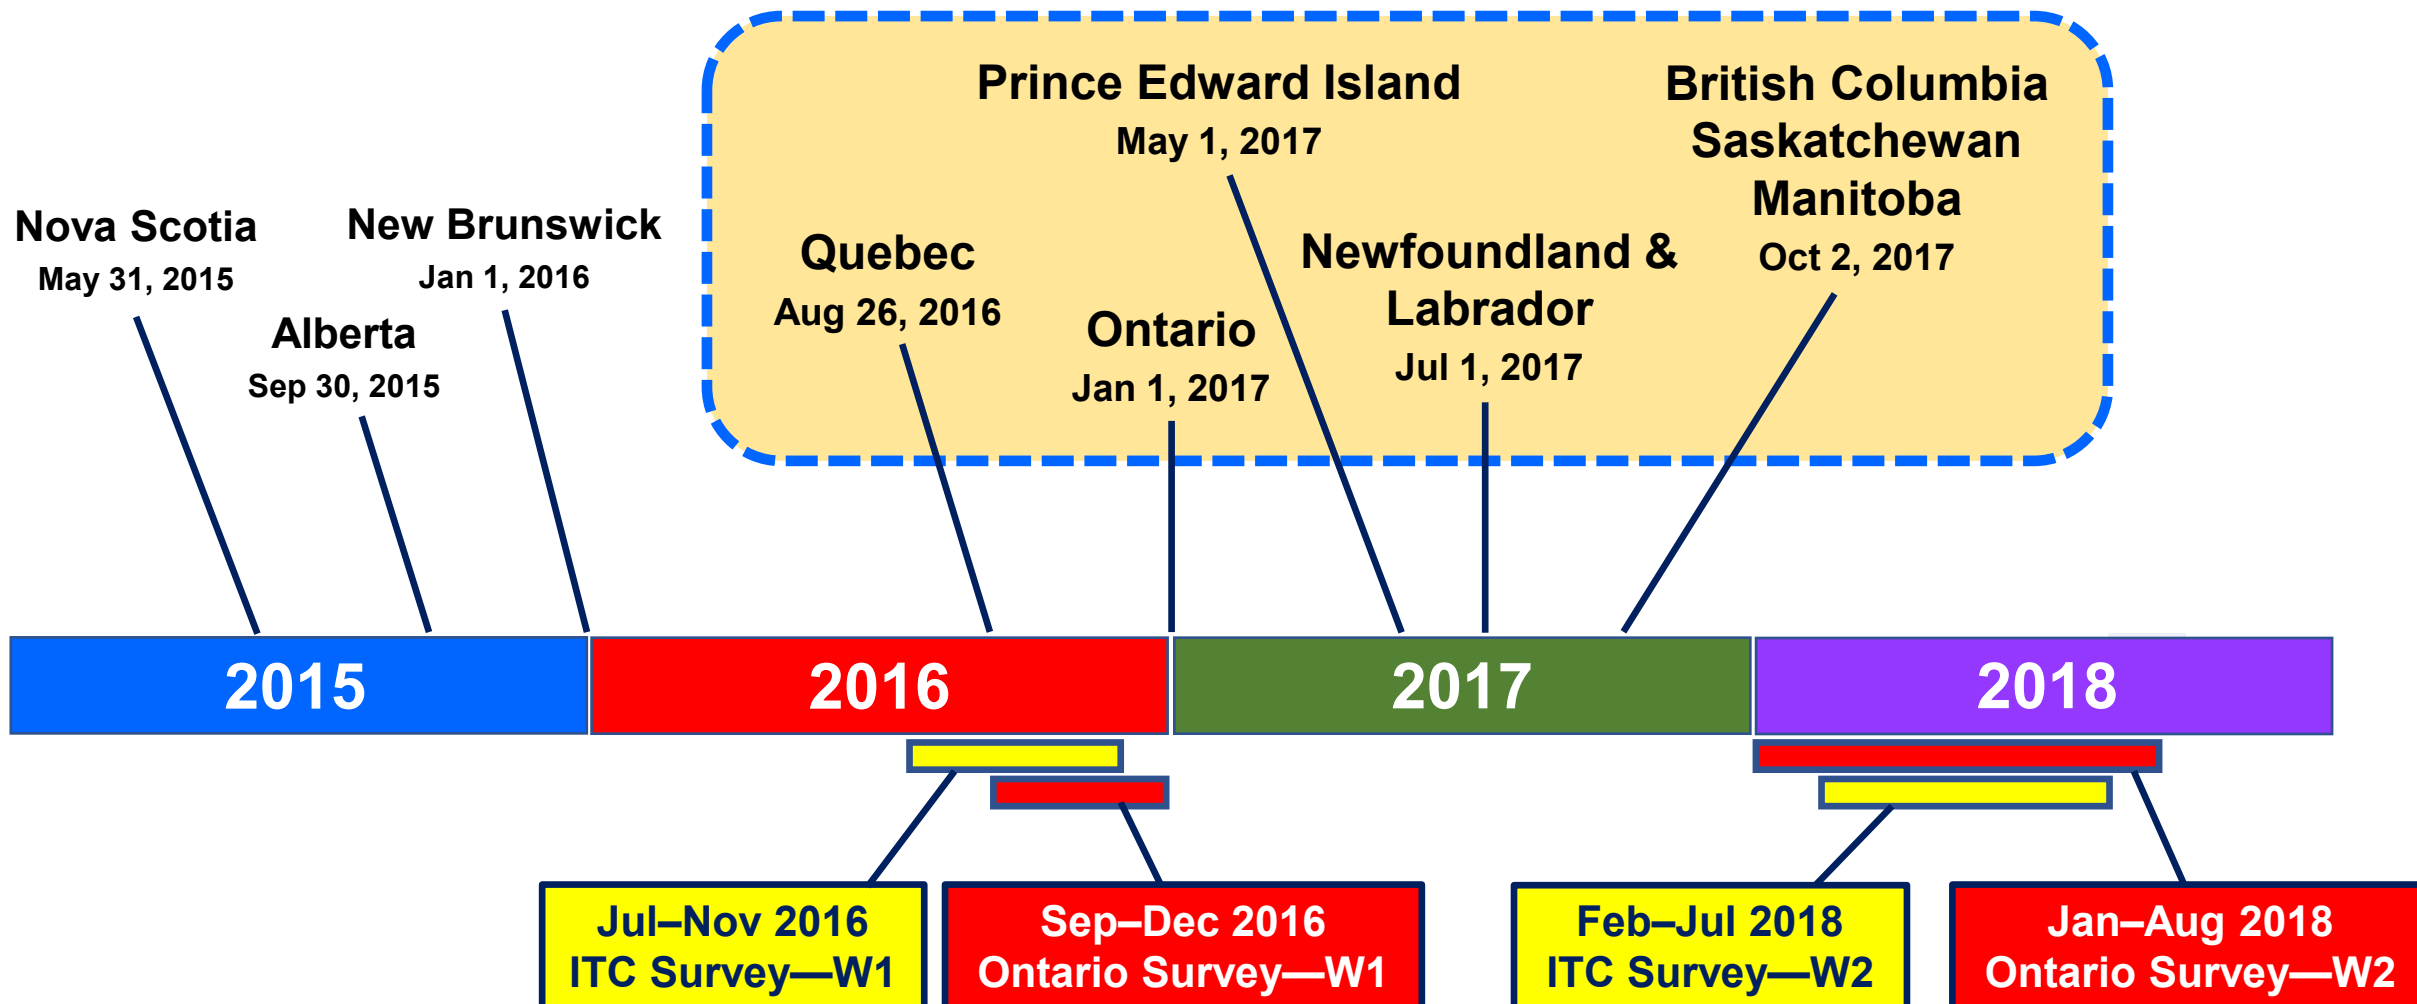 Nova Scotia
May 31, 2015
Alberta
Sep 30, 2015
New Brunswick
Jan 1, 2016
Quebec
Aug 26, 2016
Ontario
Jan 1, 2017
Prince Edward Island
May 1, 2017
Newfoundland &
Labrador
Jul 1, 2017
British Columbia
Saskatchewan
Manitoba
Oct 2, 2017
2015
2016
2017
2018
Jul–Nov 2016
ITC Survey—W1
Sep–Dec 2016
Ontario Survey—W1
Feb–Jul 2018
ITC Survey—W2
Jan–Aug 2018
Ontario Survey—W2